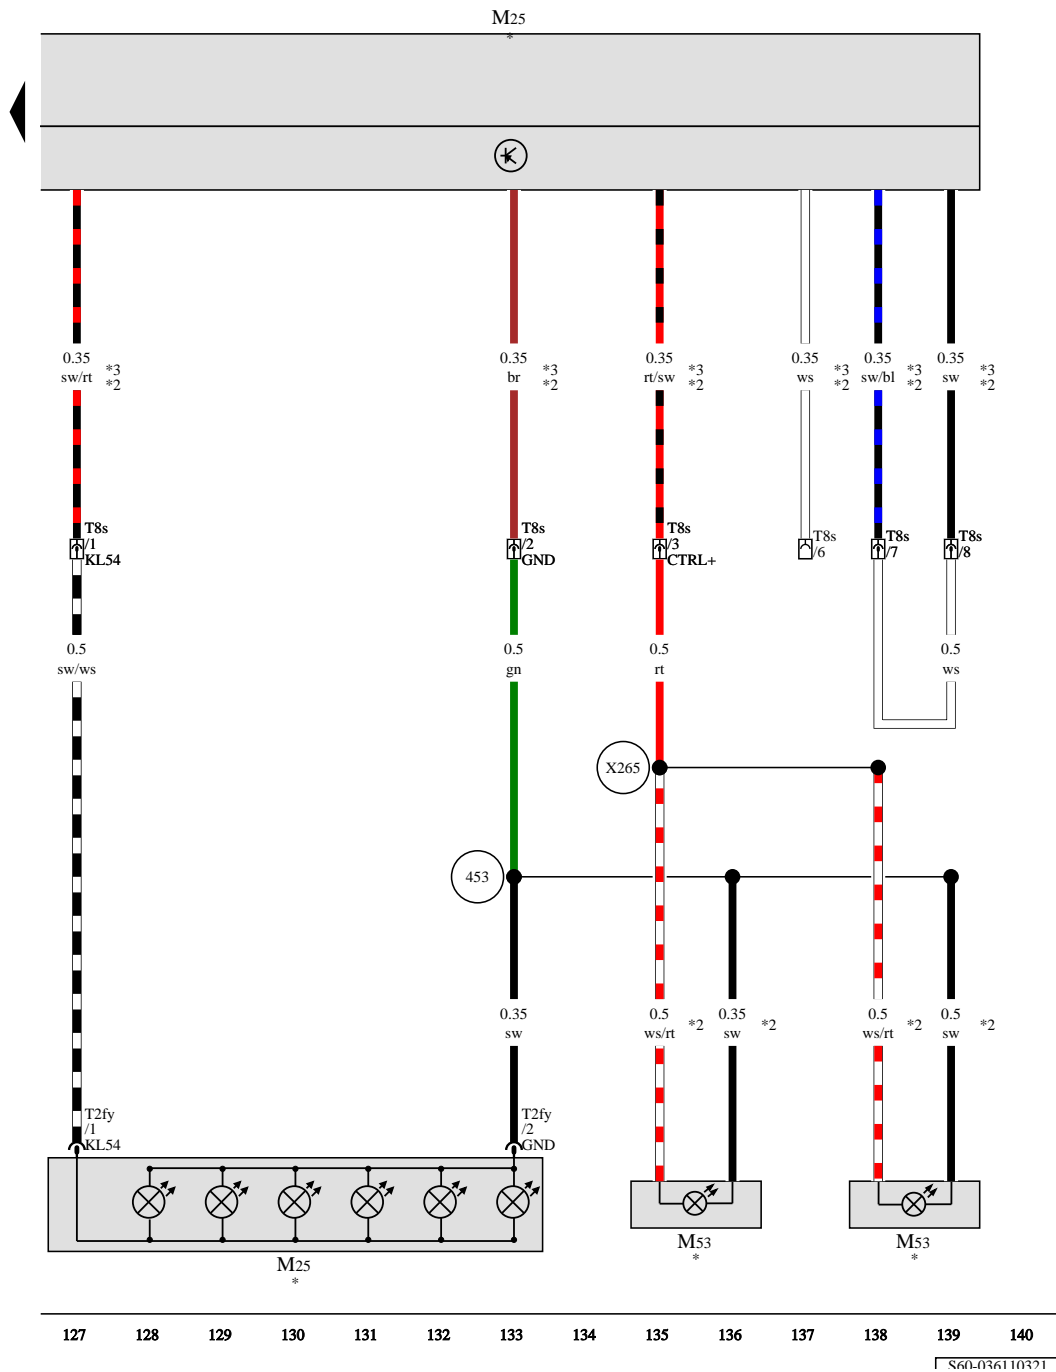 M25
*
0.35
sw/rt
*3
*2
0.35
br
*3
*2
0.35
rt/sw
*3
*2
0.35
ws
*3
*2
0.35
sw/bl
*3
*2
0.35
sw
*3
*2
T8s
/1
KL54
T8s
/2
GND
T8s
/3
CTRL+
T8s
/6
T8s
/7
T8s
/8
0.5
sw/ws
0.5
gn
0.5
rt
0.5
ws
X265
453
0.35
sw
0.5
ws/rt
*2
0.35
sw
*2
0.5
ws/rt
*2
0.5
sw
*2
T2fy
/1
KL54
T2fy
/2
GND
M25
*
M53
*
M53
*
127 128 129 130 131 132 133 134 135 136 137 138 139 140
S60-036110321